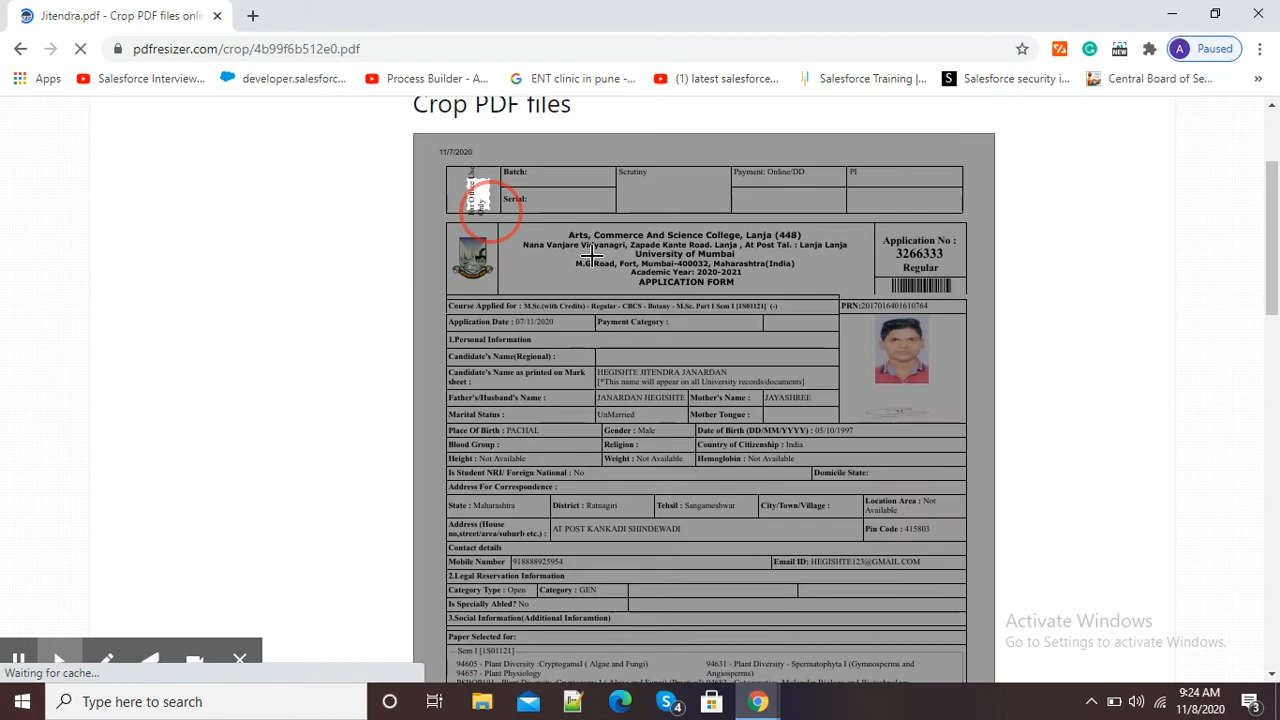 Jitendra.pdf
pdfresizer.com/crop/4b99f6b512e0.pdf
Paused
Apps
Salesforce Interview...
developer.salesforc...
Process Builder - A...
ENT clinic in pune -...
(1) latest salesforce...
Salesforce Training |...
Salesforce security i...
Central Board of Se...
Crop PDF files
11/7/2020
For Office Use Only
Batch:
Scrutiny
Payment: Online/DD
PI
Serial:
Arts, Commerce And Science College, Lanja (448)
Nana Vanjare Vidyanagri, Zapade Kante Road. Lanja , At Post Tal. : Lanja Lanja
University of Mumbai
M.G.Road, Fort, Mumbai-400032, Maharashtra(India)
Academic Year: 2020-2021
APPLICATION FORM
Application No :
3266333
Regular
Course Applied for : M.Sc.(with Credits) - Regular - CBCS - Botany - M.Sc. Part I Sem I [1S01121] (-)
PRN:2017016401610764
Application Date : 07/11/2020
Payment Category :
1.Personal Information
Candidate's Name(Regional) :
Candidate's Name as printed on Mark sheet :
HEGISHTE JITENDRA JANARDAN
[*This name will appear on all University records/documents]
Father's/Husband's Name :
JANARDAN HEGISHTE
Mother's Name :
JAYASHREE
Marital Status :
UnMarried
Mother Tongue :
Place Of Birth : PACHAL
Gender : Male
Date of Birth (DD/MM/YYYY) : 05/10/1997
Blood Group :
Religion :
Country of Citizenship : India
Height : Not Available
Weight : Not Available
Hemoglobin : Not Available
Is Student NRI/ Foreign National : No
Domicile State:
Address For Correspondence :
State : Maharashtra
District : Ratnagiri
Tehsil : Sangameshwar
City/Town/Village :
Location Area : Not Available
Address (House no,street/area/suburb etc.) :
AT POST KANKADI SHINDEWADI
Pin Code : 415803
Contact details
Mobile Number
918888925954
Email ID: HEGISHTE123@GMAIL.COM
2.Legal Reservation Information
Category Type : Open
Category : GEN
Is Specially Abled? No
3.Social Information(Additional Inforamtion)
Paper Selected for:
Sem I [1S01121]
94605 - Plant Diversity :CryptogamsI ( Algae and Fungi)
94631 - Plant Diversity - Spermatophyta I (Gymnosperms and Angiosperms)
94657 - Plant Physiology
Activate Windows
Go to Settings to activate Windows.
Waiting for cache...
Type here to search
4
9:24 AM
11/8/2020
3